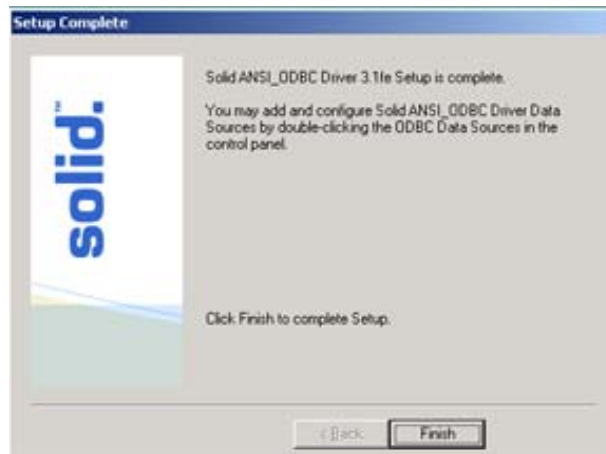 Setup Complete
solid.™
Solid ANSI_ODBC Driver 3.1fe Setup is complete.
You may add and configure Solid ANSI_ODBC Driver Data
Sources by double-clicking the ODBC Data Sources in the
control panel.
Click Finish to complete Setup.
< Back
Finish